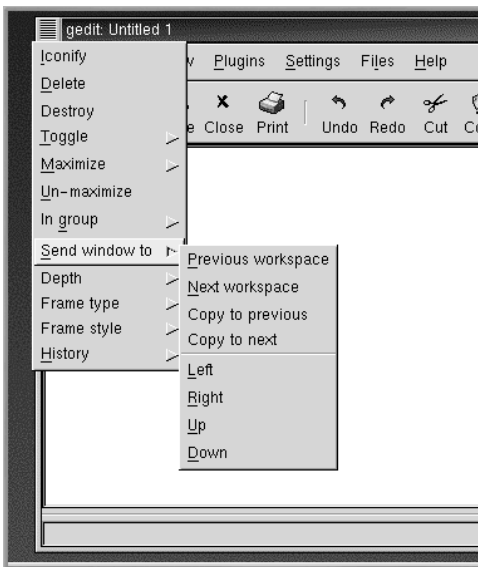 gedit: Untitled 1
Plugins Settings Files Help
Close Print Undo Redo Cut
Iconify
Delete
Destroy
Toggle
Maximize
Un-maximize
In group
Send window to
Depth
Frame type
Frame style
History
Previous workspace
Next workspace
Copy to previous
Copy to next
Left
Right
Up
Down